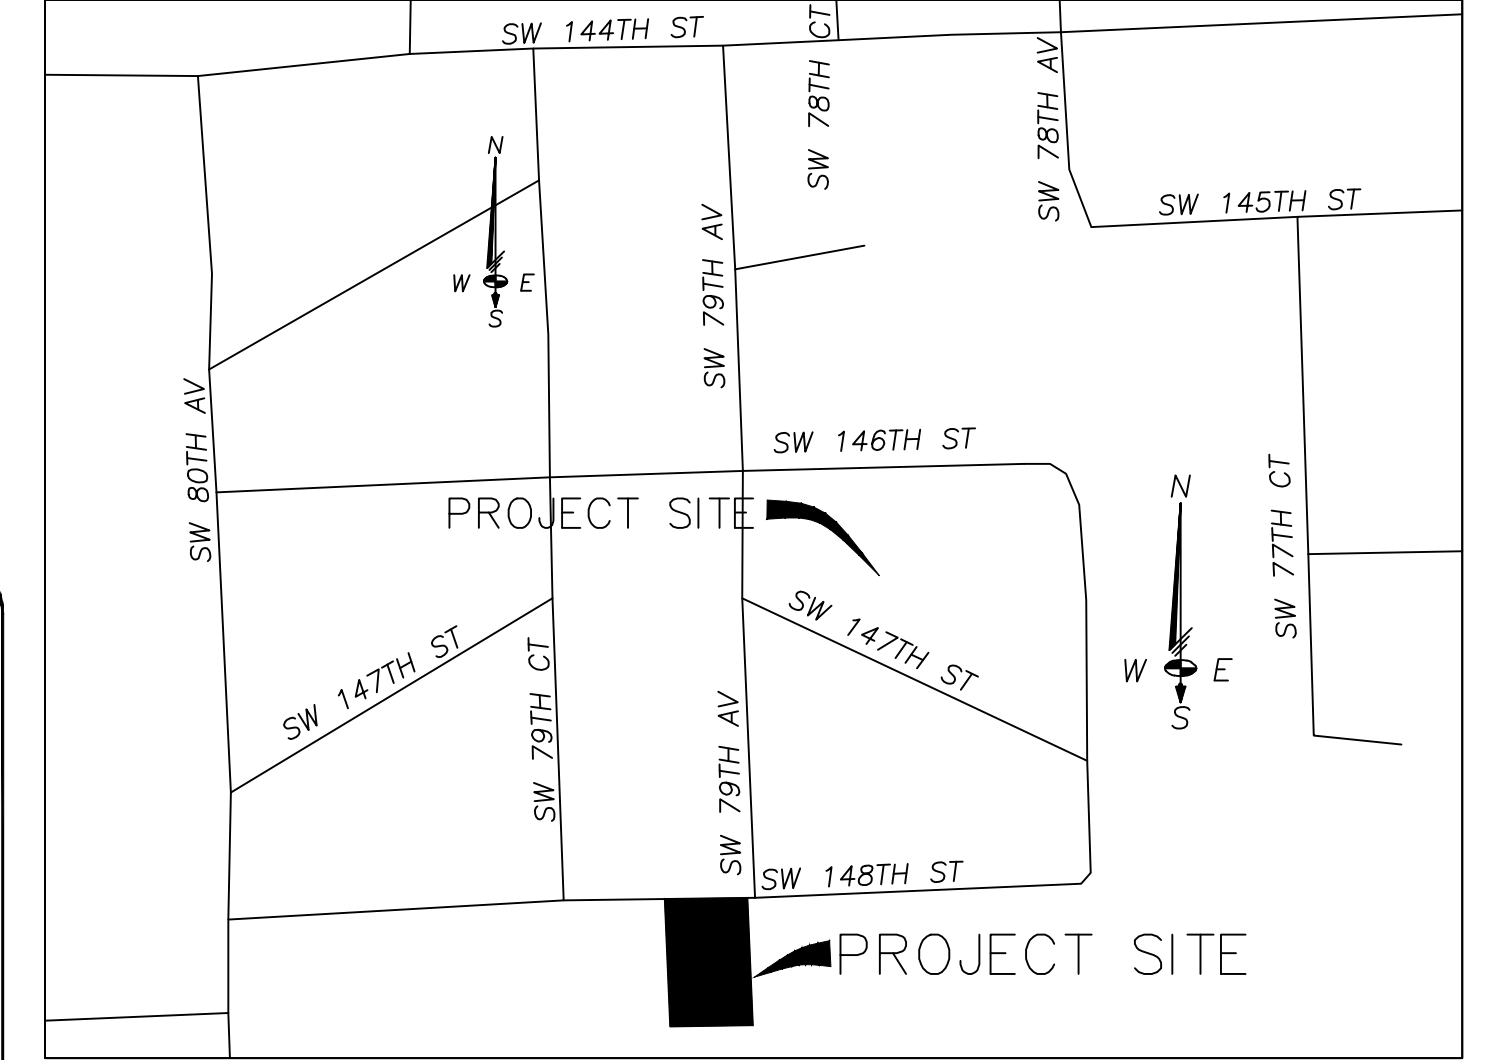 SW 144TH ST
SW 78TH CT
SW 78TH AV
N
W E
S
SW 145TH ST
SW 79TH AV
SW 80TH AV
SW 146TH ST
PROJECT SITE
SW 77TH CT
N
W E
S
SW 147TH ST
SW 147TH ST
SW 79TH CT
SW 79TH AV
SW 148TH ST
PROJECT SITE